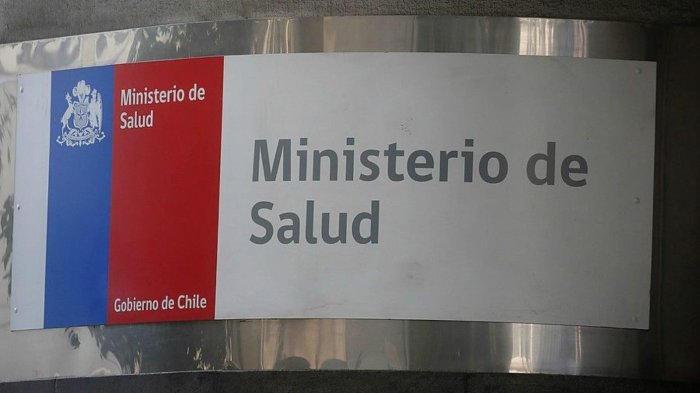 Ministerio de
Salud
Gobierno de Chile
Ministerio de
Salud